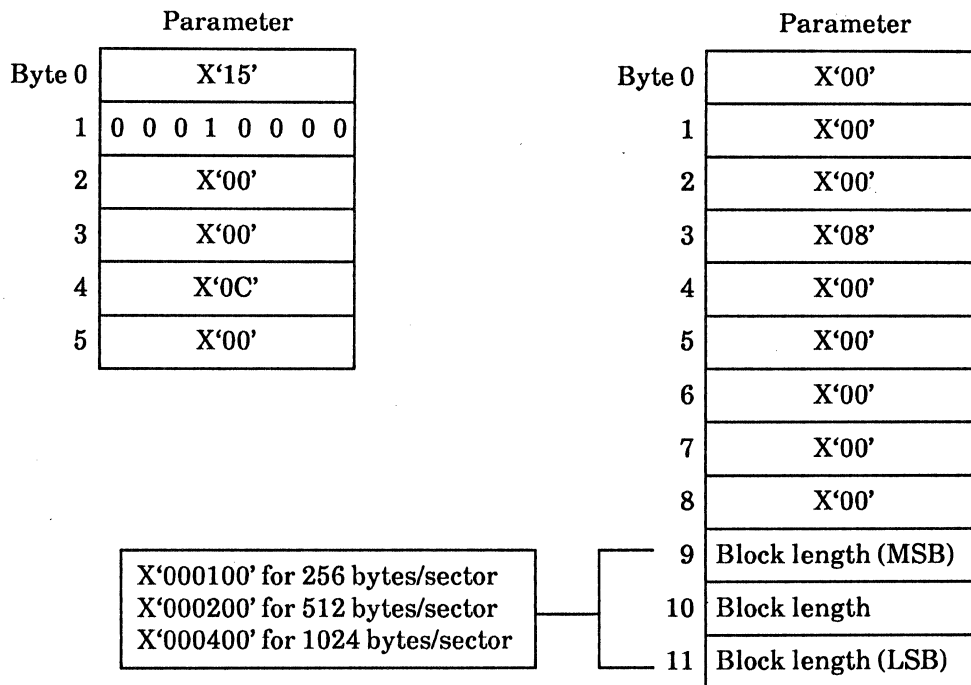 Parameter
Byte 0 X‘15’
1 0 0 0 1 0 0 0 0
2 X‘00’
3 X‘00’
4 X‘0C’
5 X‘00’
Parameter
Byte 0 X‘00’
1 X‘00’
2 X‘00’
3 X‘08’
4 X‘00’
5 X‘00’
6 X‘00’
7 X‘00’
8 X‘00’
9 Block length (MSB)
10 Block length
11 Block length (LSB)
X‘000100’ for 256 bytes/sector
X‘000200’ for 512 bytes/sector
X‘000400’ for 1024 bytes/sector